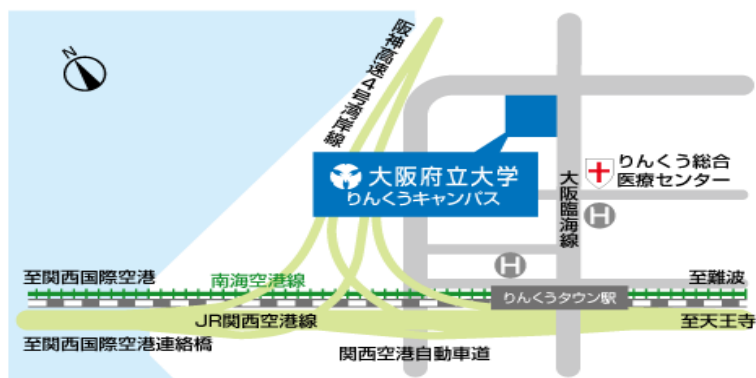 N
阪神高速4号湾岸線
大阪府立大学
りんくうキャンパス
大阪臨海線
りんくう総合
医療センター
H
H
至関西国際空港
南海空港線
至難波
りんくうタウン駅
JR関西空港線
至天王寺
至関西国際空港連絡橋
関西空港自動車道